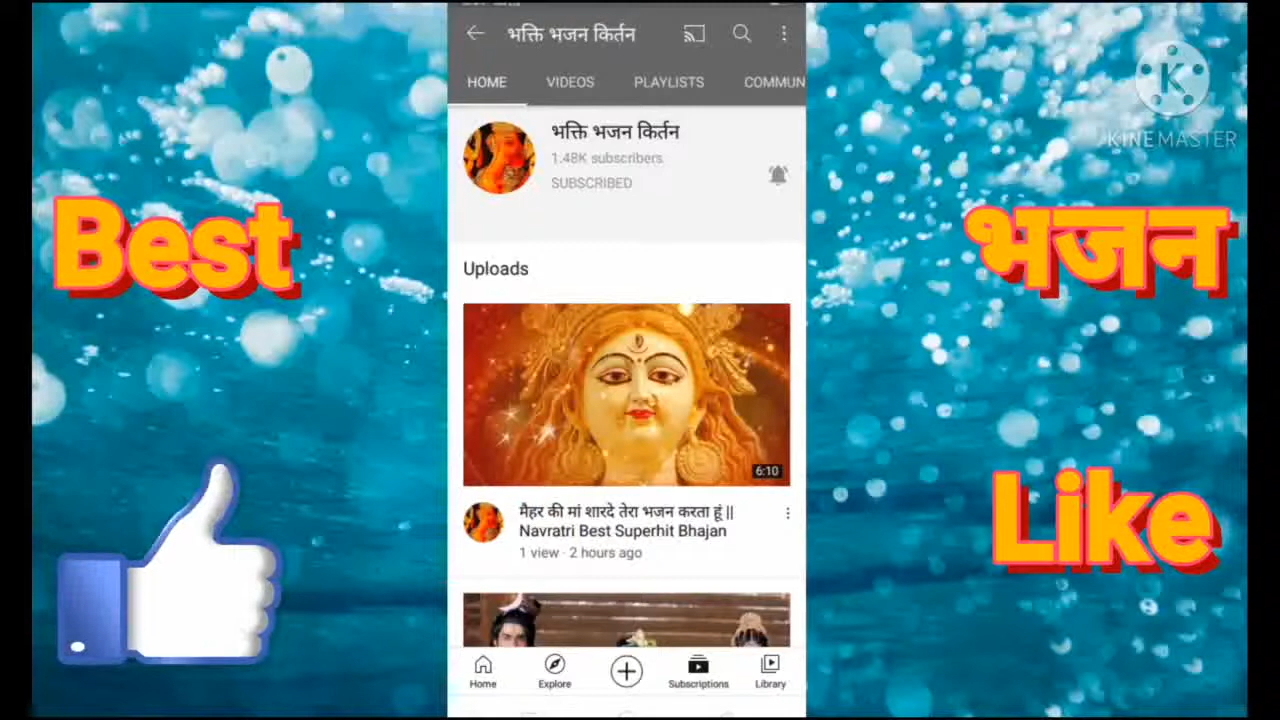 भक्ति भजन किर्तन
HOME VIDEOS PLAYLISTS COMMUN
K
KINEMASTER
भक्ति भजन किर्तन
1.48K subscribers
SUBSCRIBED
Best
भजन
Uploads
6:10
मैहर की मां शारदे तेरा भजन करता हूं ||
Navratri Best Superhit Bhajan
1 view · 2 hours ago
Like
Home Explore Subscriptions Library